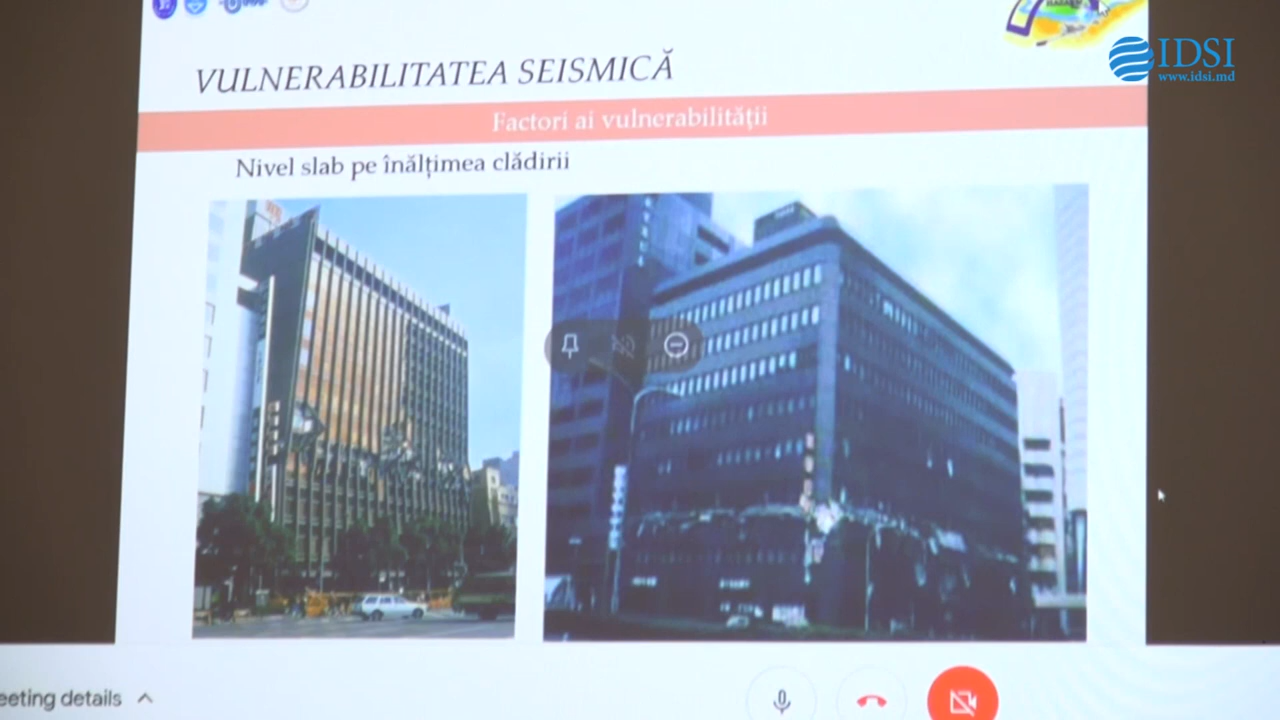 IDSI
www.idsi.md
VULNERABILITATEA SEISMICĂ
Factori ai vulnerabilității
Nivel slab pe înălțimea clădirii
eeting details